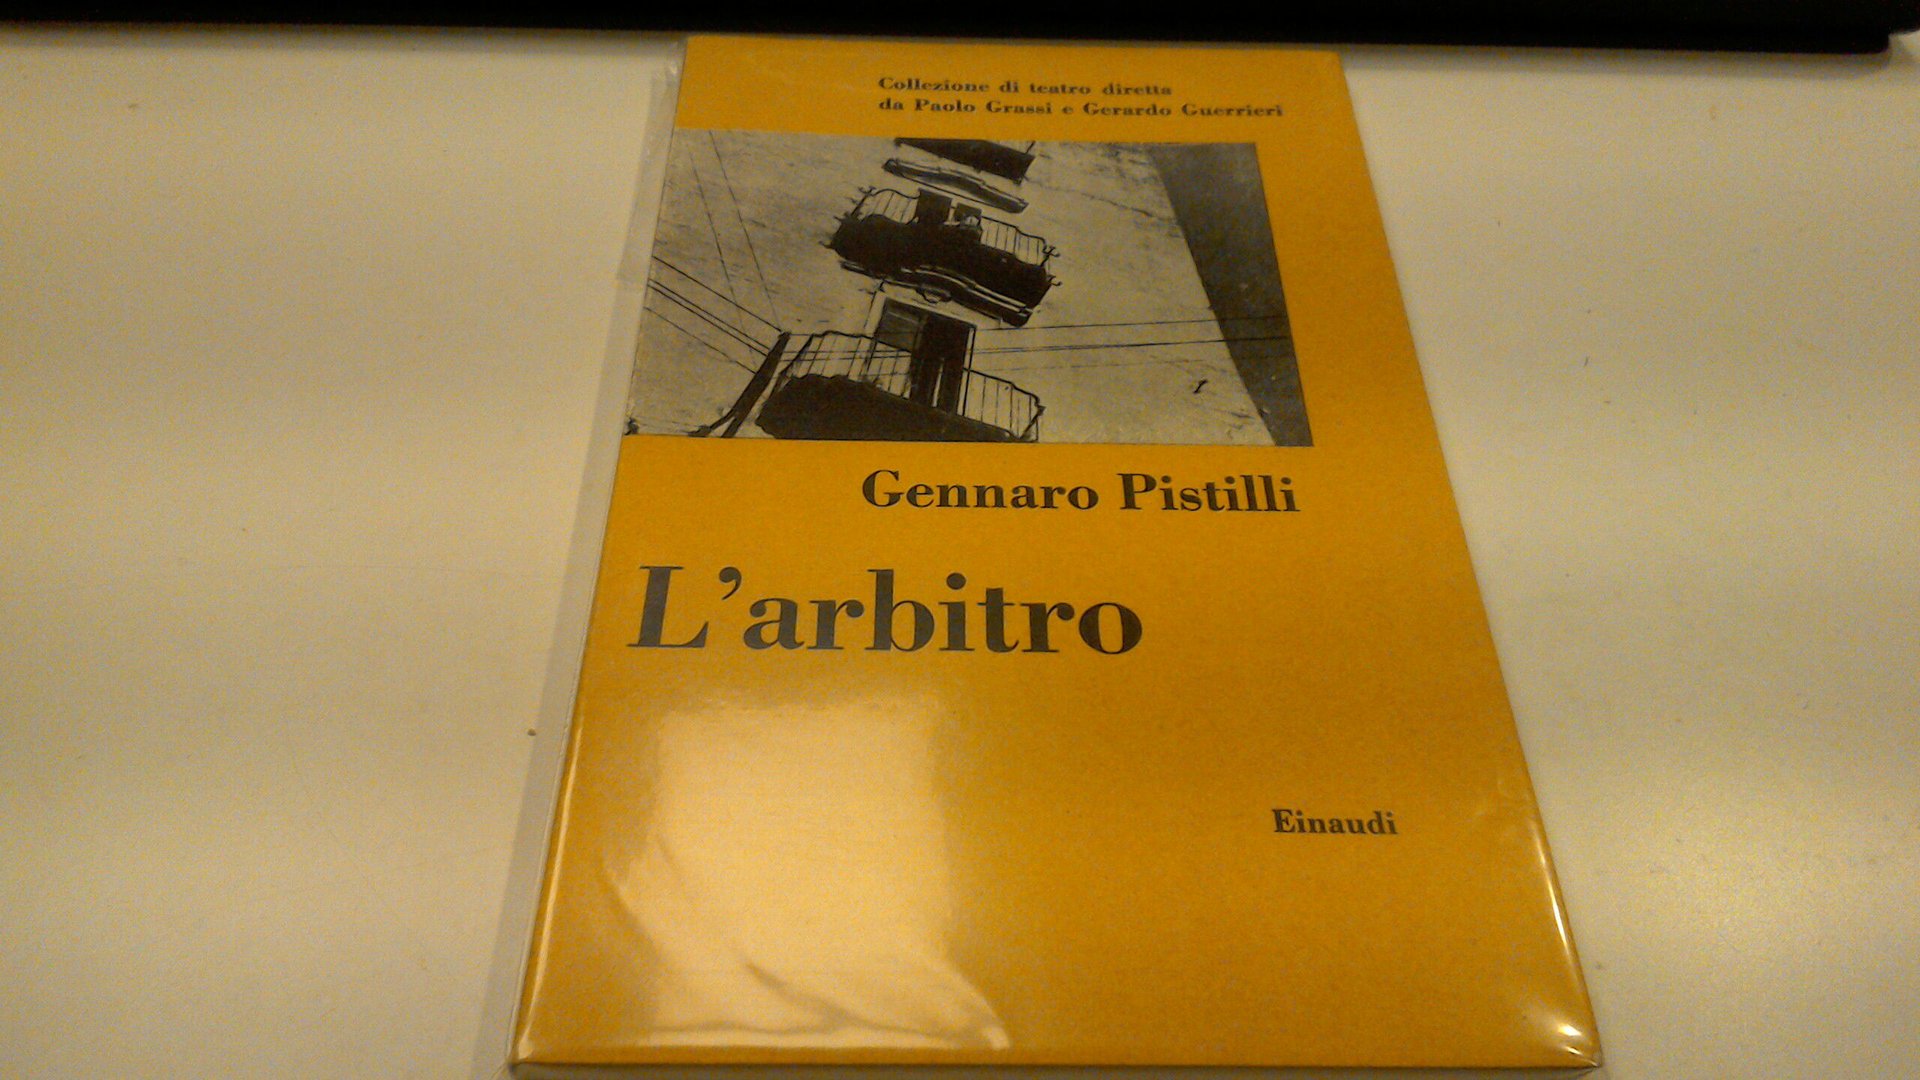 Collezione di teatro diretta
da Paolo Grassi e Gerardo Guerrieri
Gennaro Pistilli
L'arbitro
Einaudi